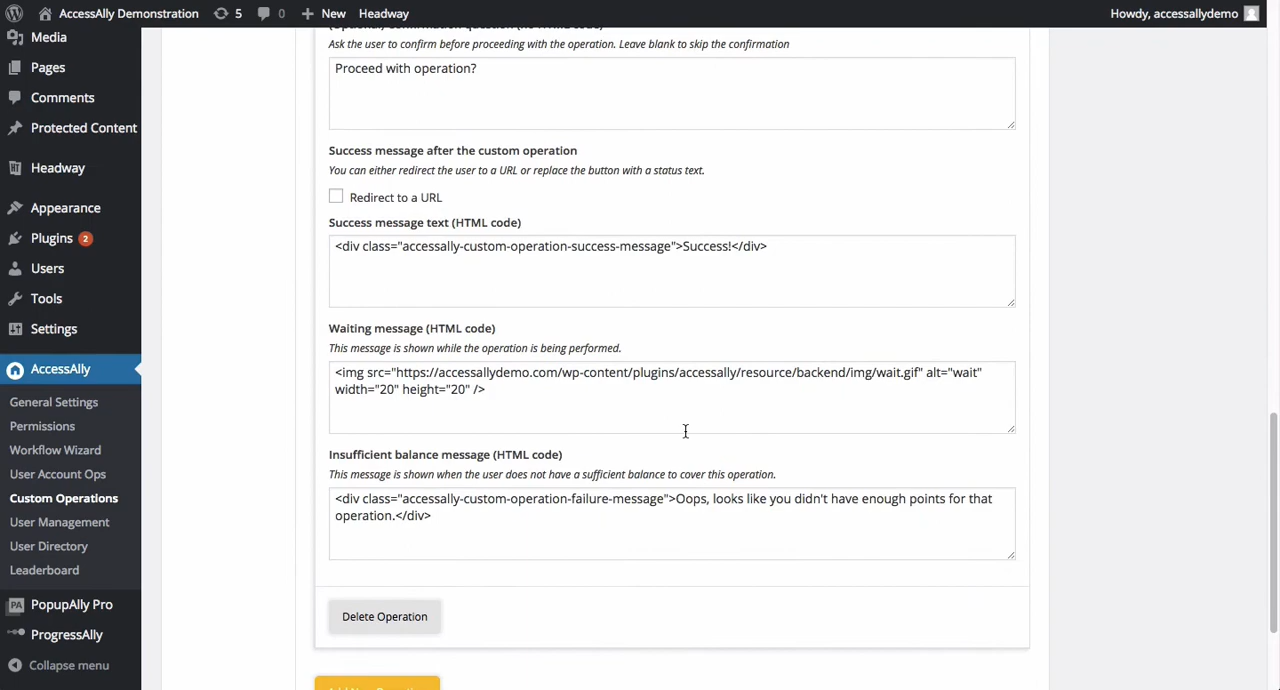 AccessAlly Demonstration 5 0 New Headway Howdy, accessallydemo
Media
Pages
Comments
Protected Content
Headway
Appearance
Plugins 2
Users
Tools
Settings
AccessAlly
General Settings
Permissions
Workflow Wizard
User Account Ops
Custom Operations
User Management
User Directory
Leaderboard
PopupAlly Pro
ProgressAlly
Collapse menu
Ask the user to confirm before proceeding with the operation. Leave blank to skip the confirmation
Proceed with operation?
Success message after the custom operation
You can either redirect the user to a URL or replace the button with a status text.
Redirect to a URL
Success message text (HTML code)
<div class="accessally-custom-operation-success-message">Success!</div>
Waiting message (HTML code)
This message is shown while the operation is being performed.
<img src="https://accessallydemo.com/wp-content/plugins/accessally/resource/backend/img/wait.gif" alt="wait"
width="20" height="20" />
Insufficient balance message (HTML code)
This message is shown when the user does not have a sufficient balance to cover this operation.
<div class="accessally-custom-operation-failure-message">Oops, looks like you didn't have enough points for that
operation.</div>
Delete Operation